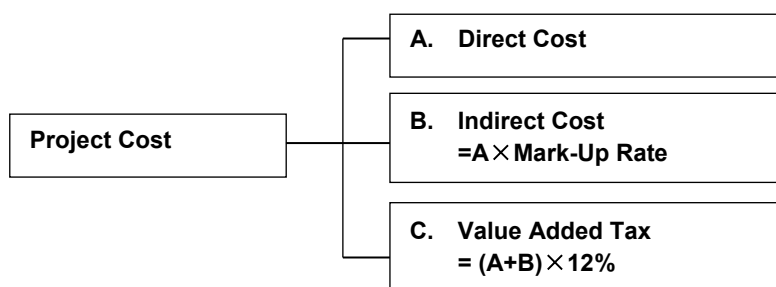 Project Cost
A. Direct Cost
B. Indirect Cost
=A×Mark-Up Rate
C. Value Added Tax
= (A+B)×12%